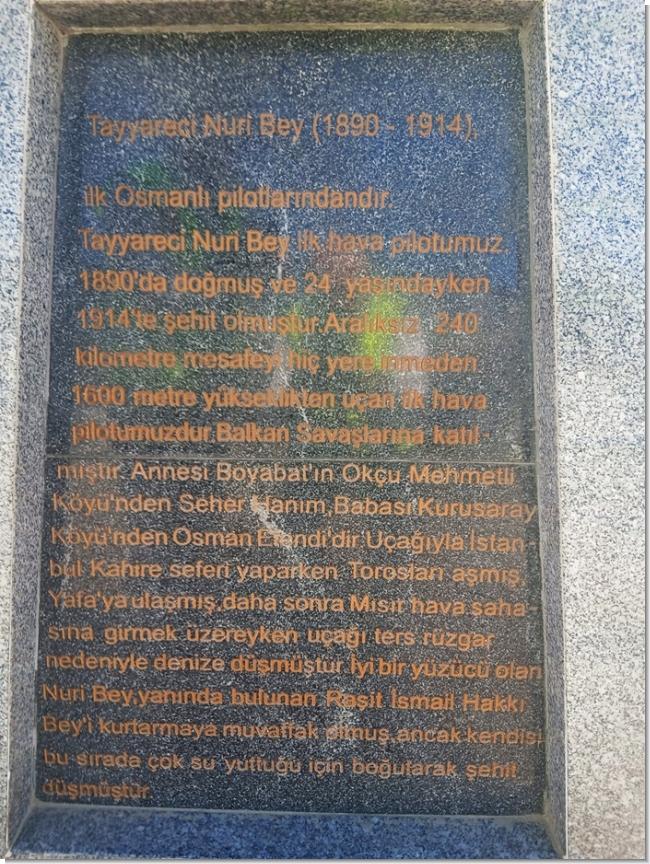 Tayyareci Nuri Bey (1890 - 1914),
ilk Osmanlı pilotlarındandır.
Tayyareci Nuri Bey ilk hava pilotumuz.
1890'da doğmuş ve 24 yaşındayken
1914'te şehit olmuştur.Aralıksız 240
kilometre mesafeyi hiç yere inmeden
1600 metre yükseklikten uçan ilk hava
pilotumuzdur.Balkan Savaşlarına katıl-
mıştır. Annesi Boyabat'ın Okçu Mehmetli
Köyü'nden Seher Hanım,Babası Kurusaray
Köyü'nden Osman Efendi'dir.Uçağıyla İstan
bul Kahire seferi yaparken Torosları aşmış,
Yafa'ya ulaşmış,daha sonra Mısır hava saha-
sına girmek üzereyken uçağı ters rüzgar
nedeniyle denize düşmüştür.İyi bir yüzücü olan
Nuri Bey,yanında bulunan Raşit İsmail Hakkı
Bey'i kurtarmaya muvaffak olmuş,ancak kendisi
bu sırada çok su yuttuğu için boğularak şehit
düşmüştür.